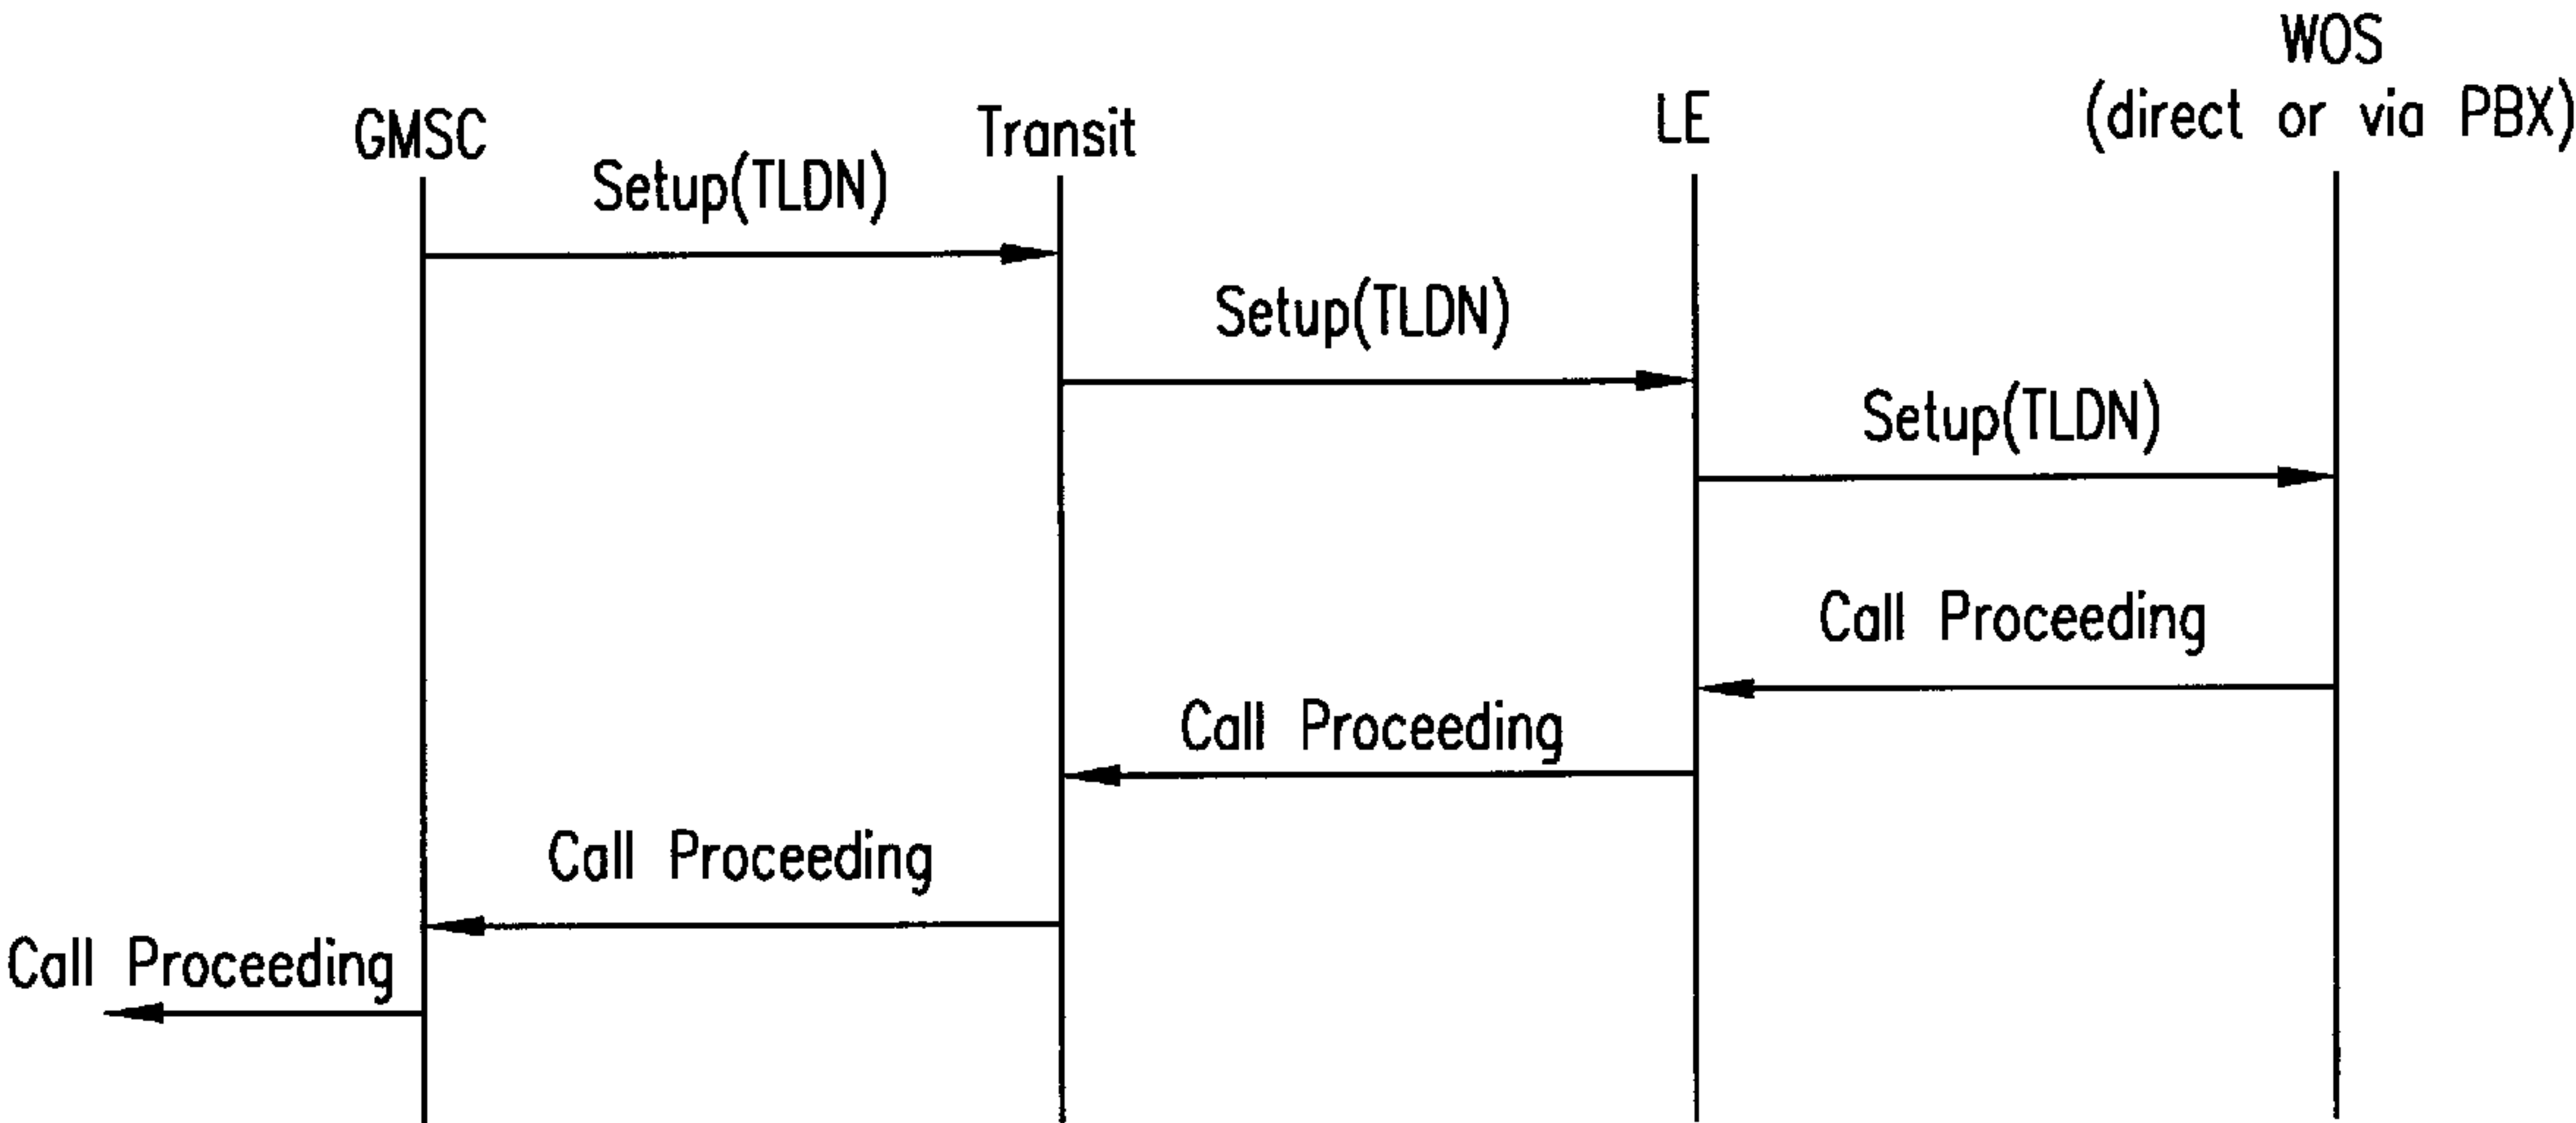 WOS
(direct or via PBX)
GMSC
Transit
LE
Setup(TLDN)
Setup(TLDN)
Setup(TLDN)
Call Proceeding
Call Proceeding
Call Proceeding
Call Proceeding